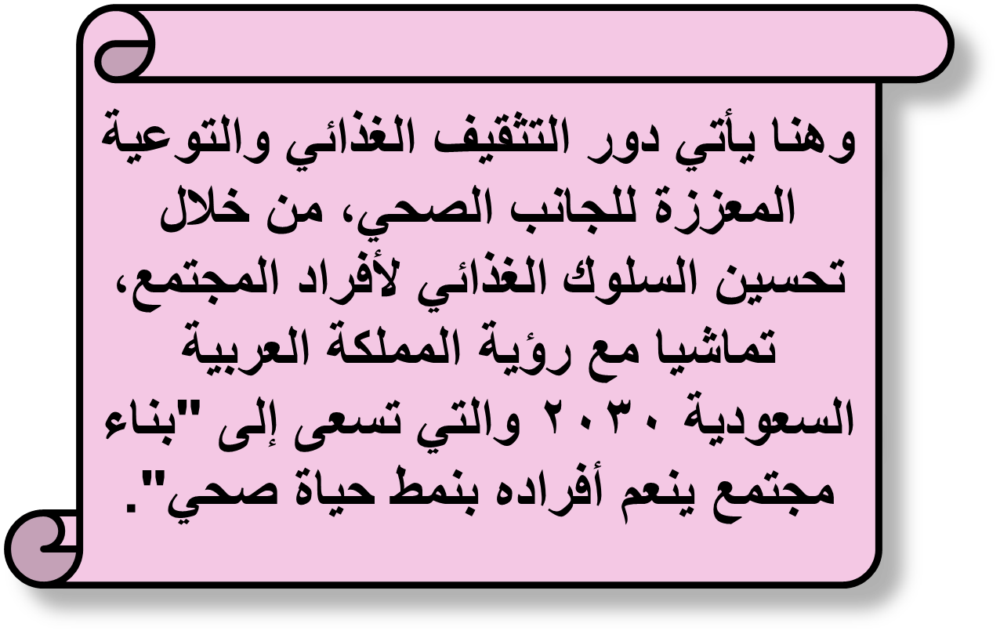 وهنا يأتي دور التثقيف الغذائي والتوعية
المعززة للجانب الصحي، من خلال
تحسين السلوك الغذائي لأفراد المجتمع،
تماشيا مع رؤية المملكة العربية
السعودية ٢٠٣٠ والتي تسعى إلى "بناء
مجتمع ينعم أفراده بنمط حياة صحي".